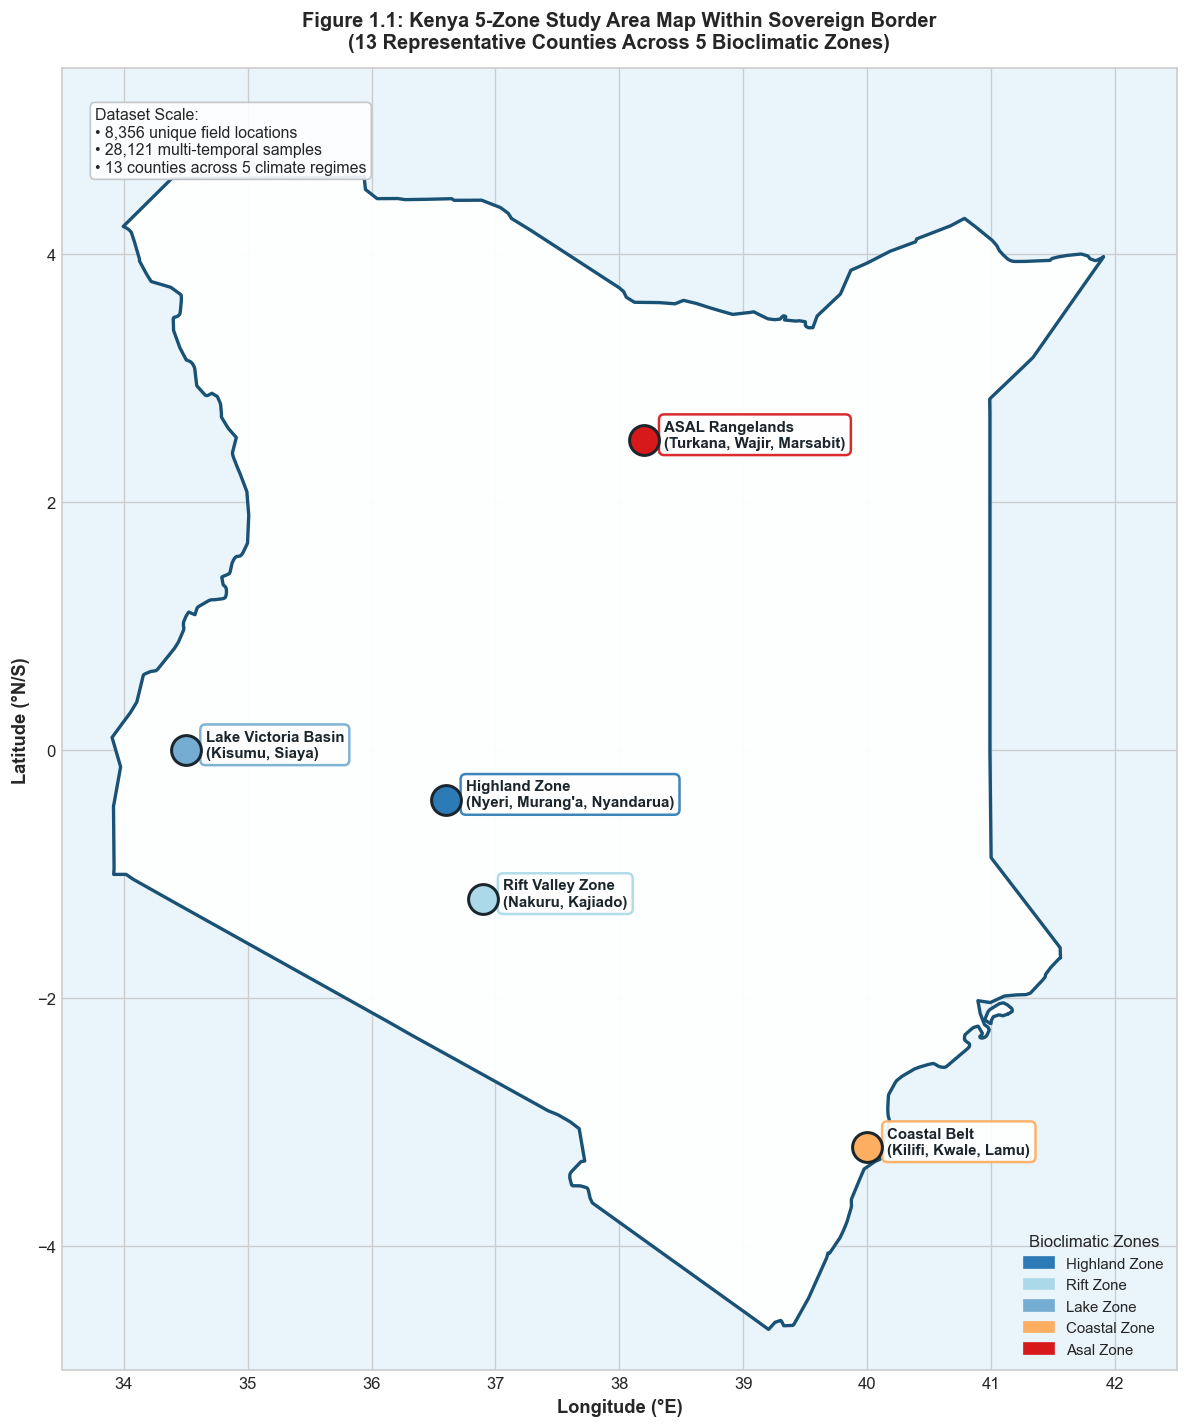 Figure 1.1: Kenya 5-Zone Study Area Map Within Sovereign Border
(13 Representative Counties Across 5 Bioclimatic Zones)
Dataset Scale:
• 8,356 unique field locations
• 28,121 multi-temporal samples
• 13 counties across 5 climate regimes
4
2
0
−2
−4
Latitude (°N/S)
ASAL Rangelands
(Turkana, Wajir, Marsabit)
Lake Victoria Basin
(Kisumu, Siaya)
Highland Zone
(Nyeri, Murang'a, Nyandarua)
Rift Valley Zone
(Nakuru, Kajiado)
Coastal Belt
(Kilifi, Kwale, Lamu)
Bioclimatic Zones
Highland Zone
Rift Zone
Lake Zone
Coastal Zone
Asal Zone
34 35 36 37 38 39 40 41 42
Longitude (°E)